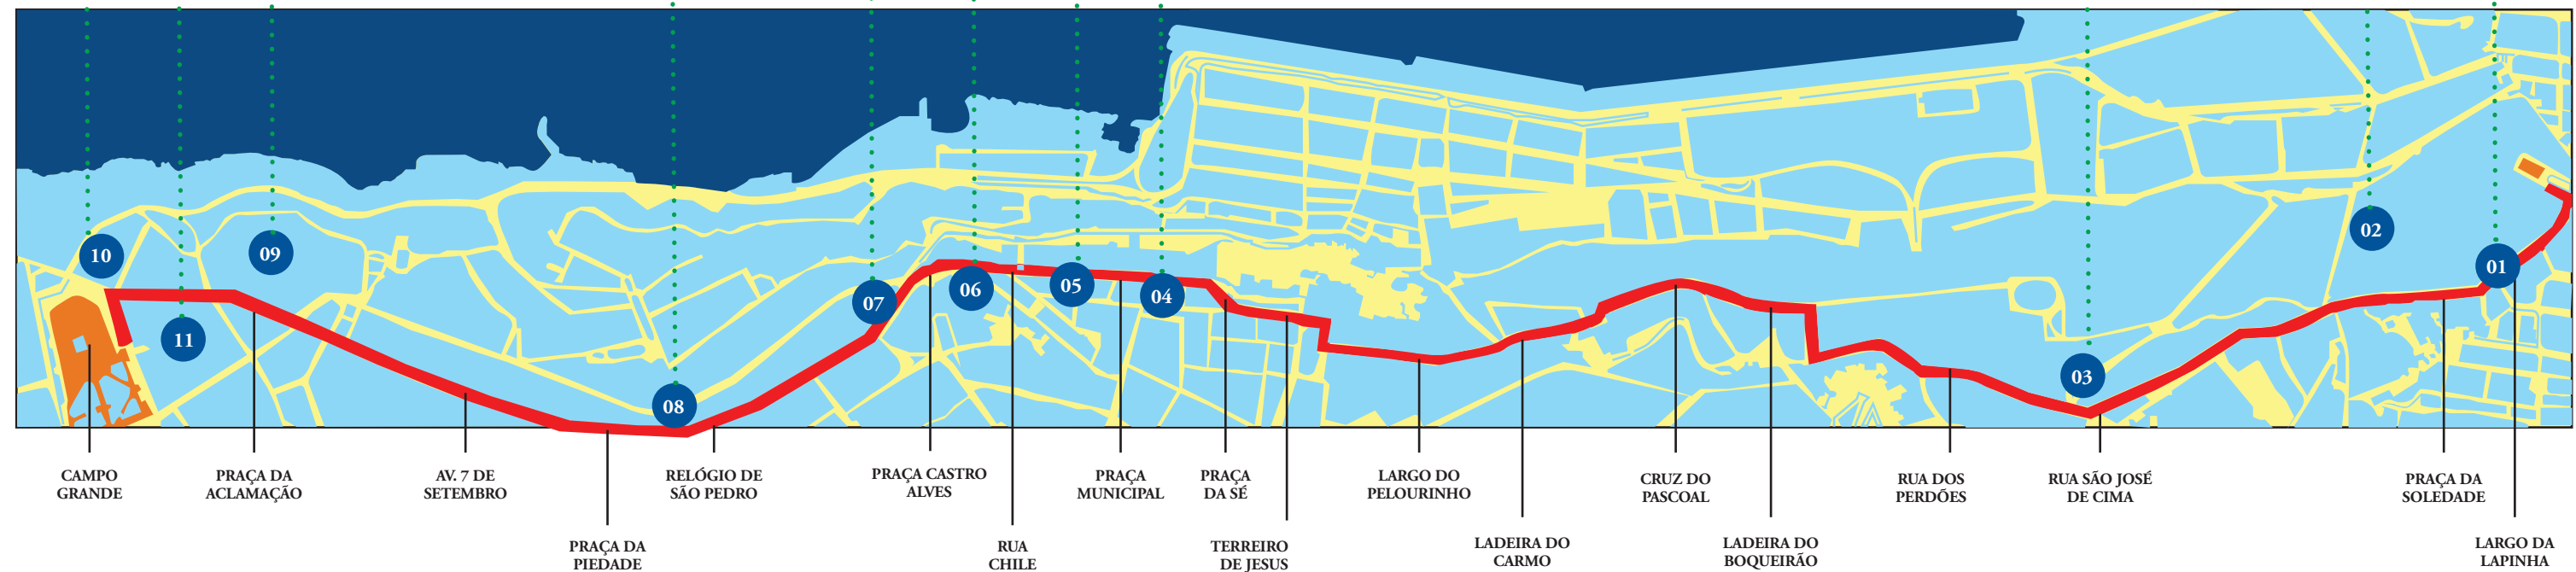 10
09
11
08
07
06
05
04
03
02
01
CAMPO
GRANDE
PRAÇA DA
ACLAMAÇÃO
AV. 7 DE
SETEMBRO
PRAÇA DA
PIEDADE
RELÓGIO DE
SÃO PEDRO
PRAÇA CASTRO
ALVES
RUA
CHILE
PRAÇA
MUNICIPAL
PRAÇA
DA SÉ
TERREIRO
DE JESUS
LARGO DO
PELOURINHO
LADEIRA DO
CARMO
CRUZ DO
PASCOAL
LADEIRA DO
BOQUEIRÃO
RUA DOS
PERDÕES
RUA SÃO JOSÉ
DE CIMA
PRAÇA DA
SOLEDADE
LARGO DA
LAPINHA